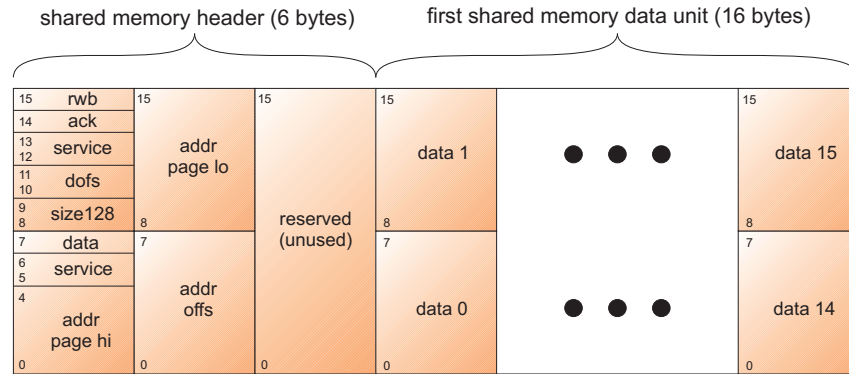 shared memory header (6 bytes)
first shared memory data unit (16 bytes)
15 rwb
14 ack
13
12 service
11
10 dofs
9
8 size128
7 data
6
5 service
4
addr
page hi
0
15
addr
page lo
8
7
addr
offs
0
15
reserved
(unused)
0
15
data 1
8
7
data 0
0
15
data 15
8
7
data 14
0